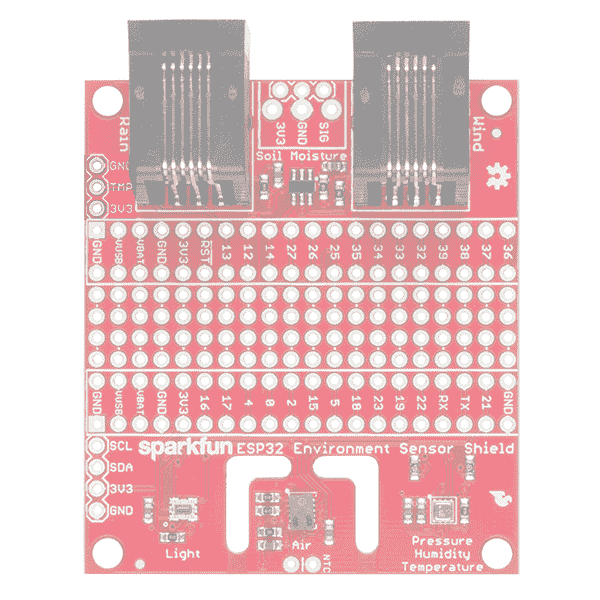 Rain
3V3
GND
SIG
Wind
Soil Moisture
GND
TMP
3V3
GND
VUSB
VBAT
GND
3V3
RST
13
12
14
27
26
25
35
34
33
32
39
38
37
36
GND
VUSB
VBAT
GND
3V3
16
17
4
0
2
15
5
18
23
19
22
RX
TX
21
GND
SCL
SDA
3V3
GND
sparkfun ESP32 Environment Sensor Shield
Light
Air
NTC
Pressure
Humidity
Temperature